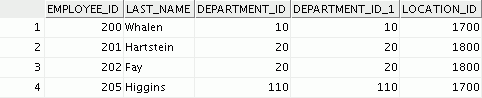 EMPLOYEE_ID LAST_NAME DEPARTMENT_ID DEPARTMENT_ID_1 LOCATION_ID
1 200 Whalen 10 10 1700
2 201 Hartstein 20 20 1800
3 202 Fay 20 20 1800
4 205 Higgins 110 110 1700